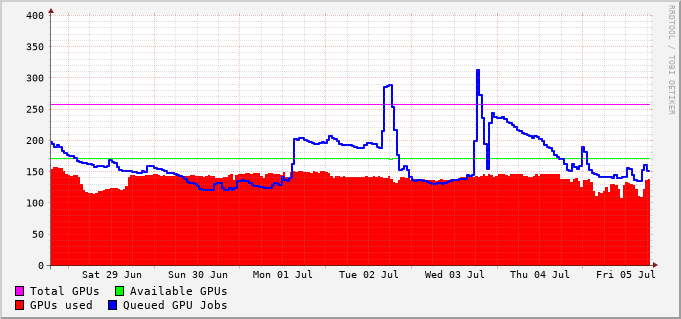 400
350
300
250
200
150
100
50
0
Sat 29 Jun Sun 30 Jun Mon 01 Jul Tue 02 Jul Wed 03 Jul Thu 04 Jul Fri 05 Jul
Total GPUs Available GPUs
GPUs used Queued GPU Jobs
RRDTOOL / TOBI OETIKER